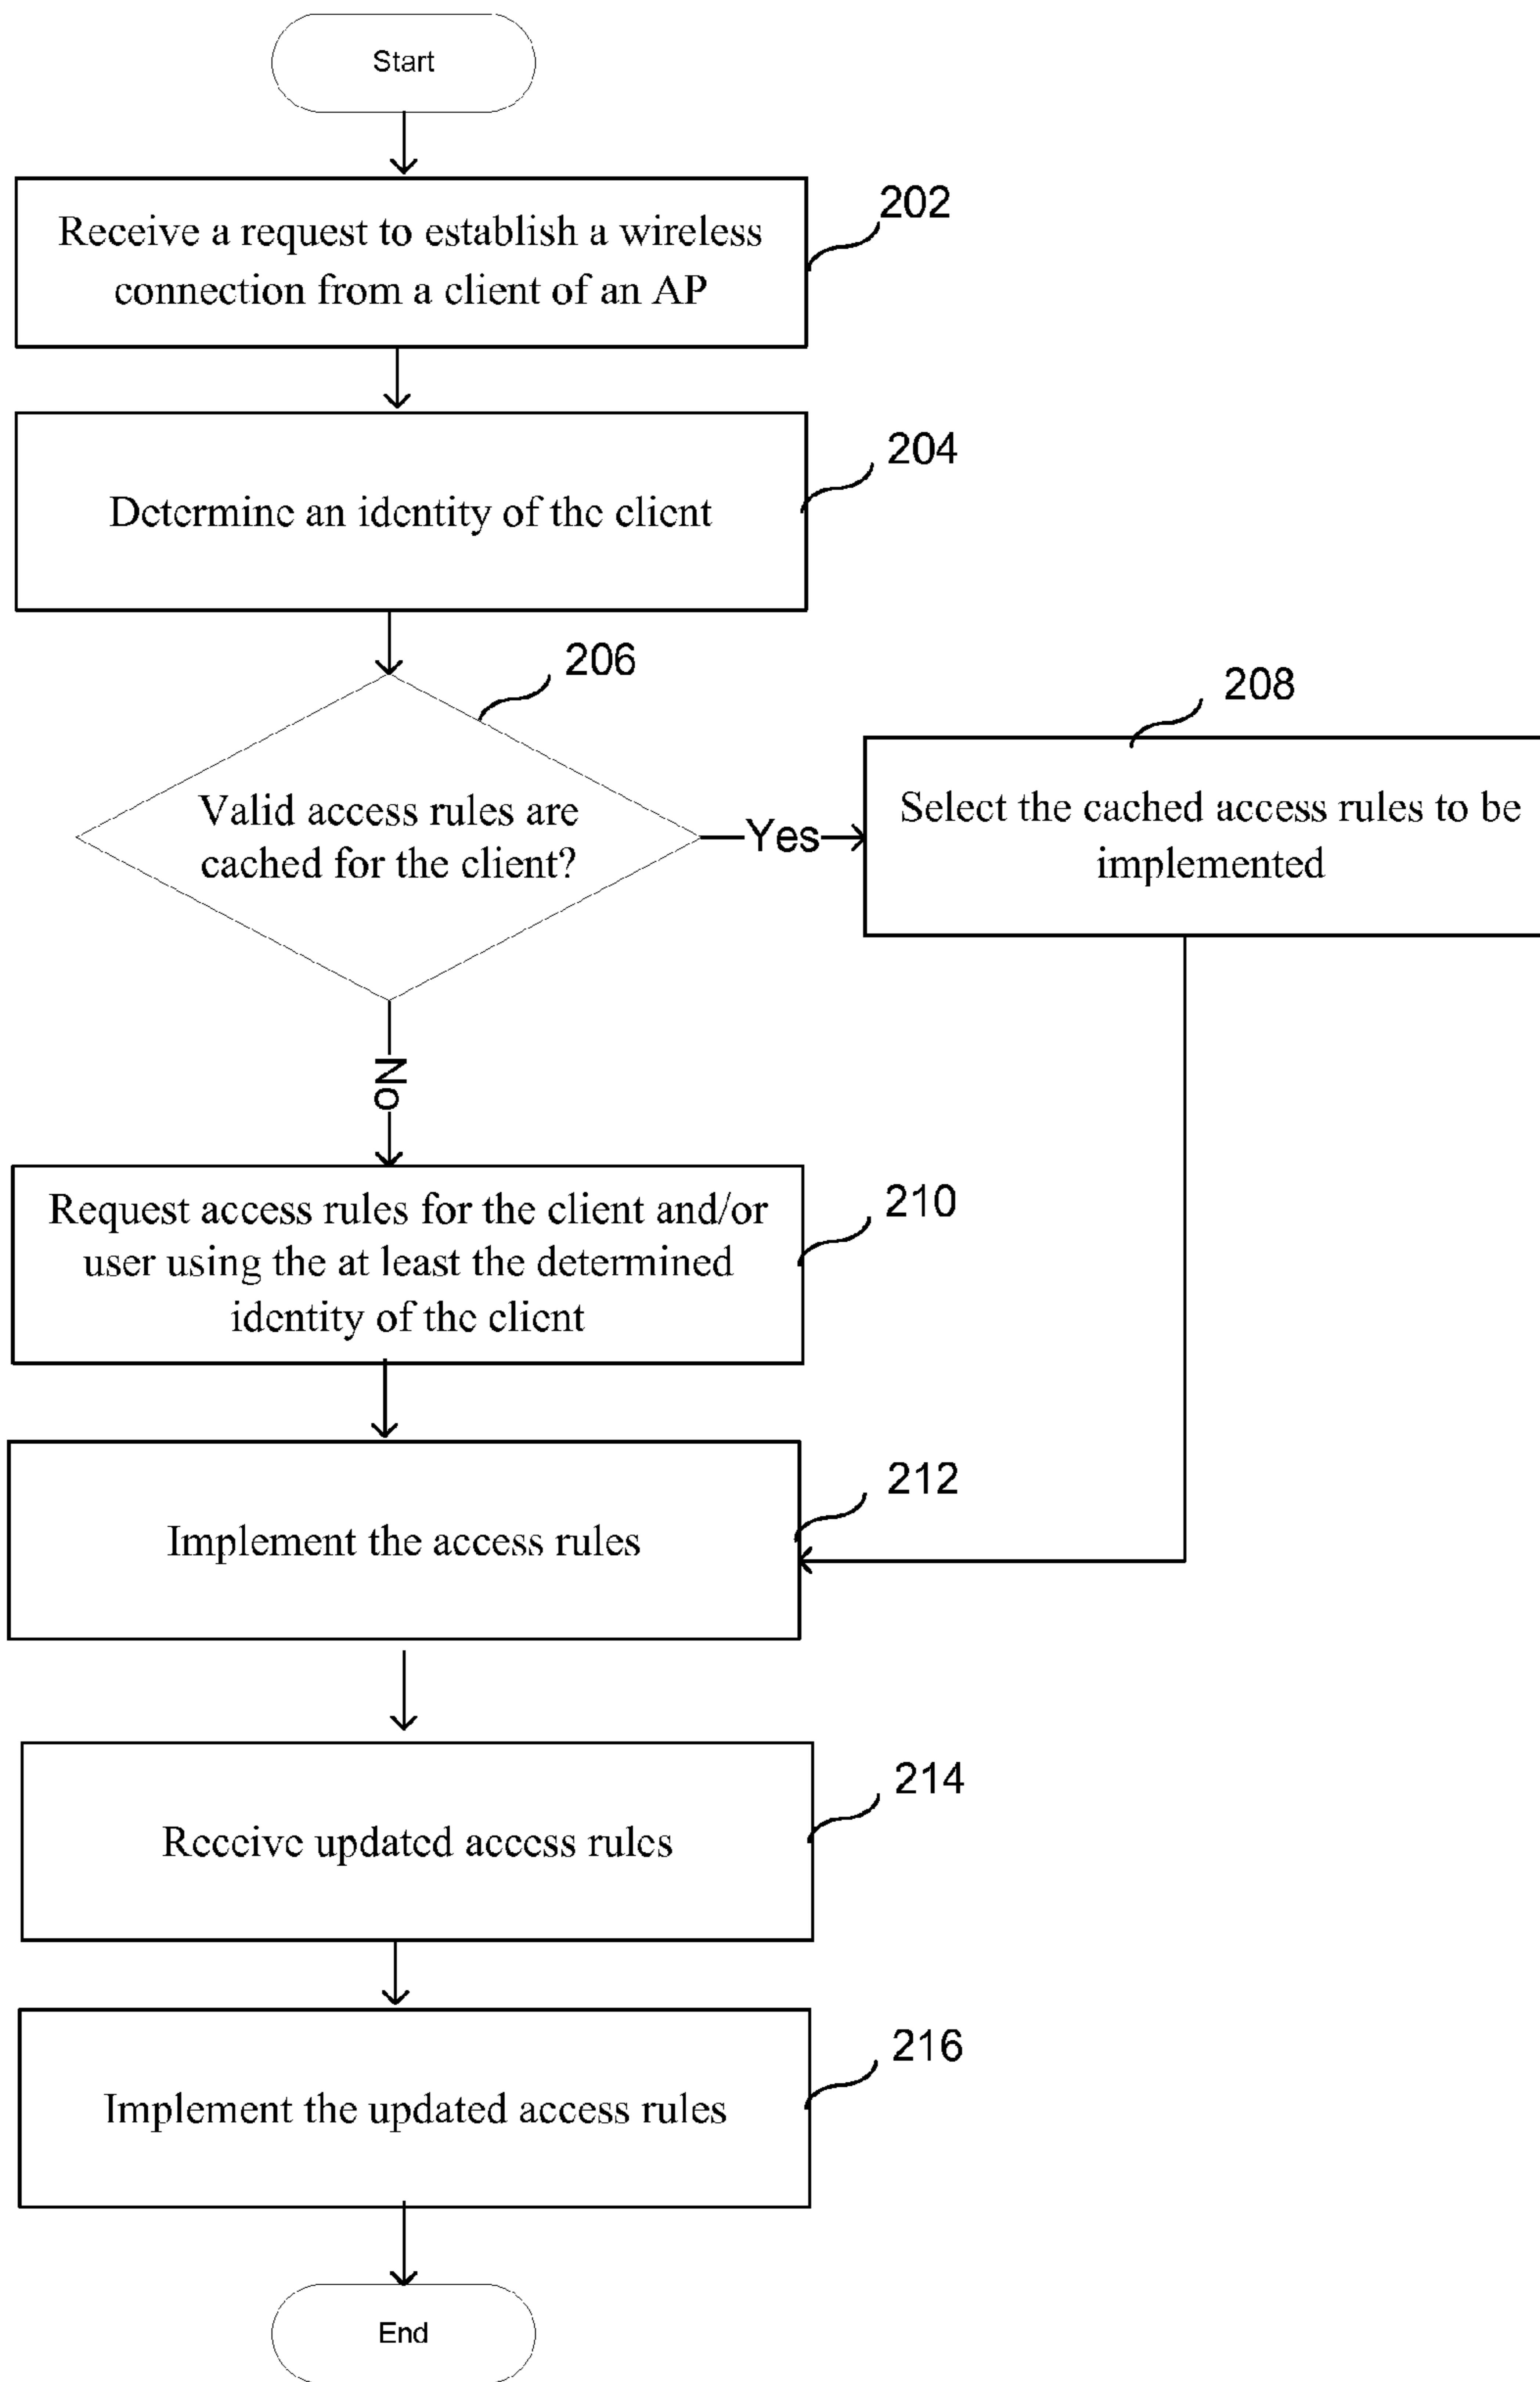 Start
Receive a request to establish a wireless
connection from a client of an AP
202
Determine an identity of the client
204
206
Valid access rules are
cached for the client?
Yes
208
Select the cached access rules to be
implemented
No
Request access rules for the client and/or
user using the at least the determined
identity of the client
210
Implement the access rules
212
Receive updated access rules
214
Implement the updated access rules
216
End